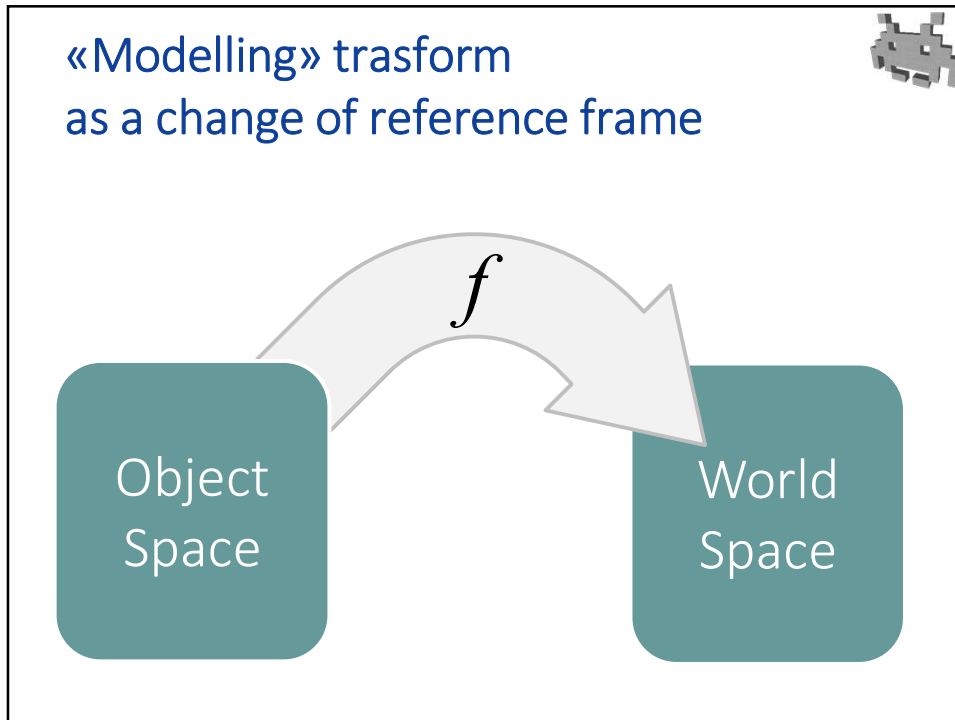 «Modelling» trasform
as a change of reference frame
f
Object
Space
World
Space